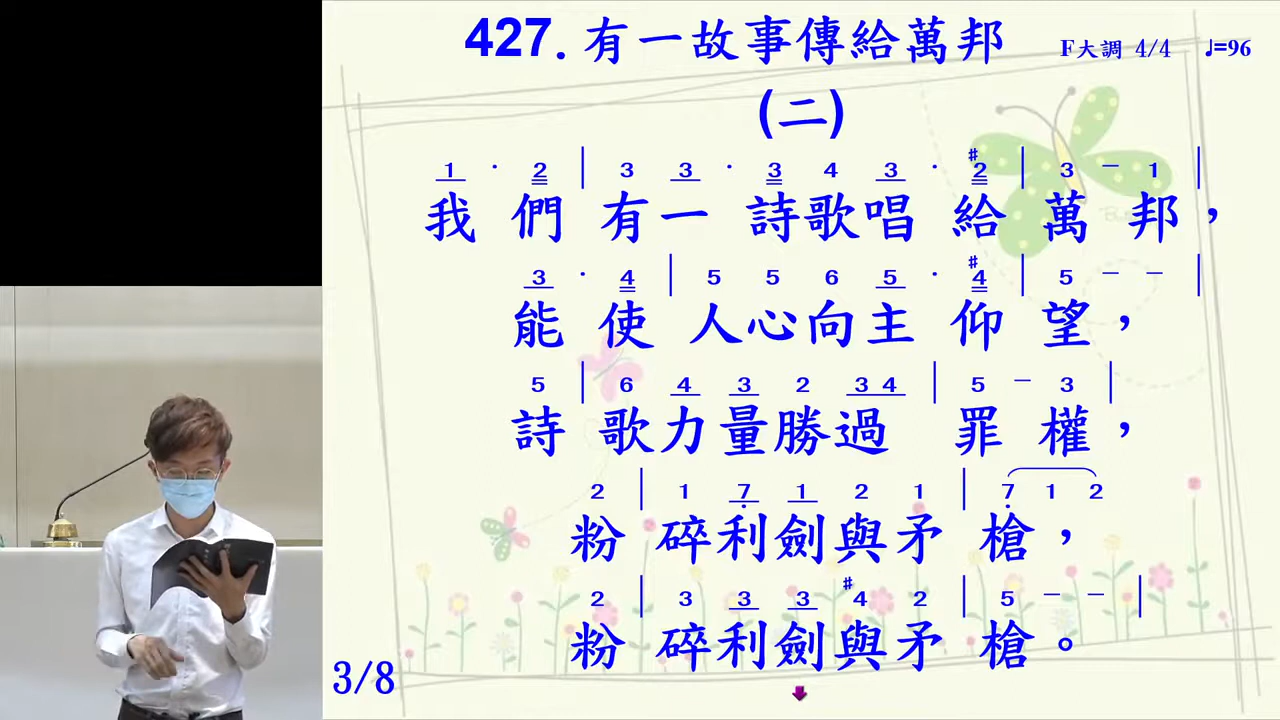 427. 有一故事傳給萬邦 F大調 4/4 ♩=96
(二)
1 · 2 | 3 3 · 3 4 3 · #2 | 3 － 1 |
我們有一詩歌唱給萬邦，
3 · 4 | 5 5 6 5 · #4 | 5 － － |
能使人心向主仰望，
5 | 6 4 3 2 3 4 | 5 － 3 |
詩歌力量勝過罪權，
2 | 1 7 1 2 1 | 7 1 2
粉碎利劍與矛槍，
2 | 3 3 3 #4 2 | 5 － － |
粉碎利劍與矛槍。
3/8